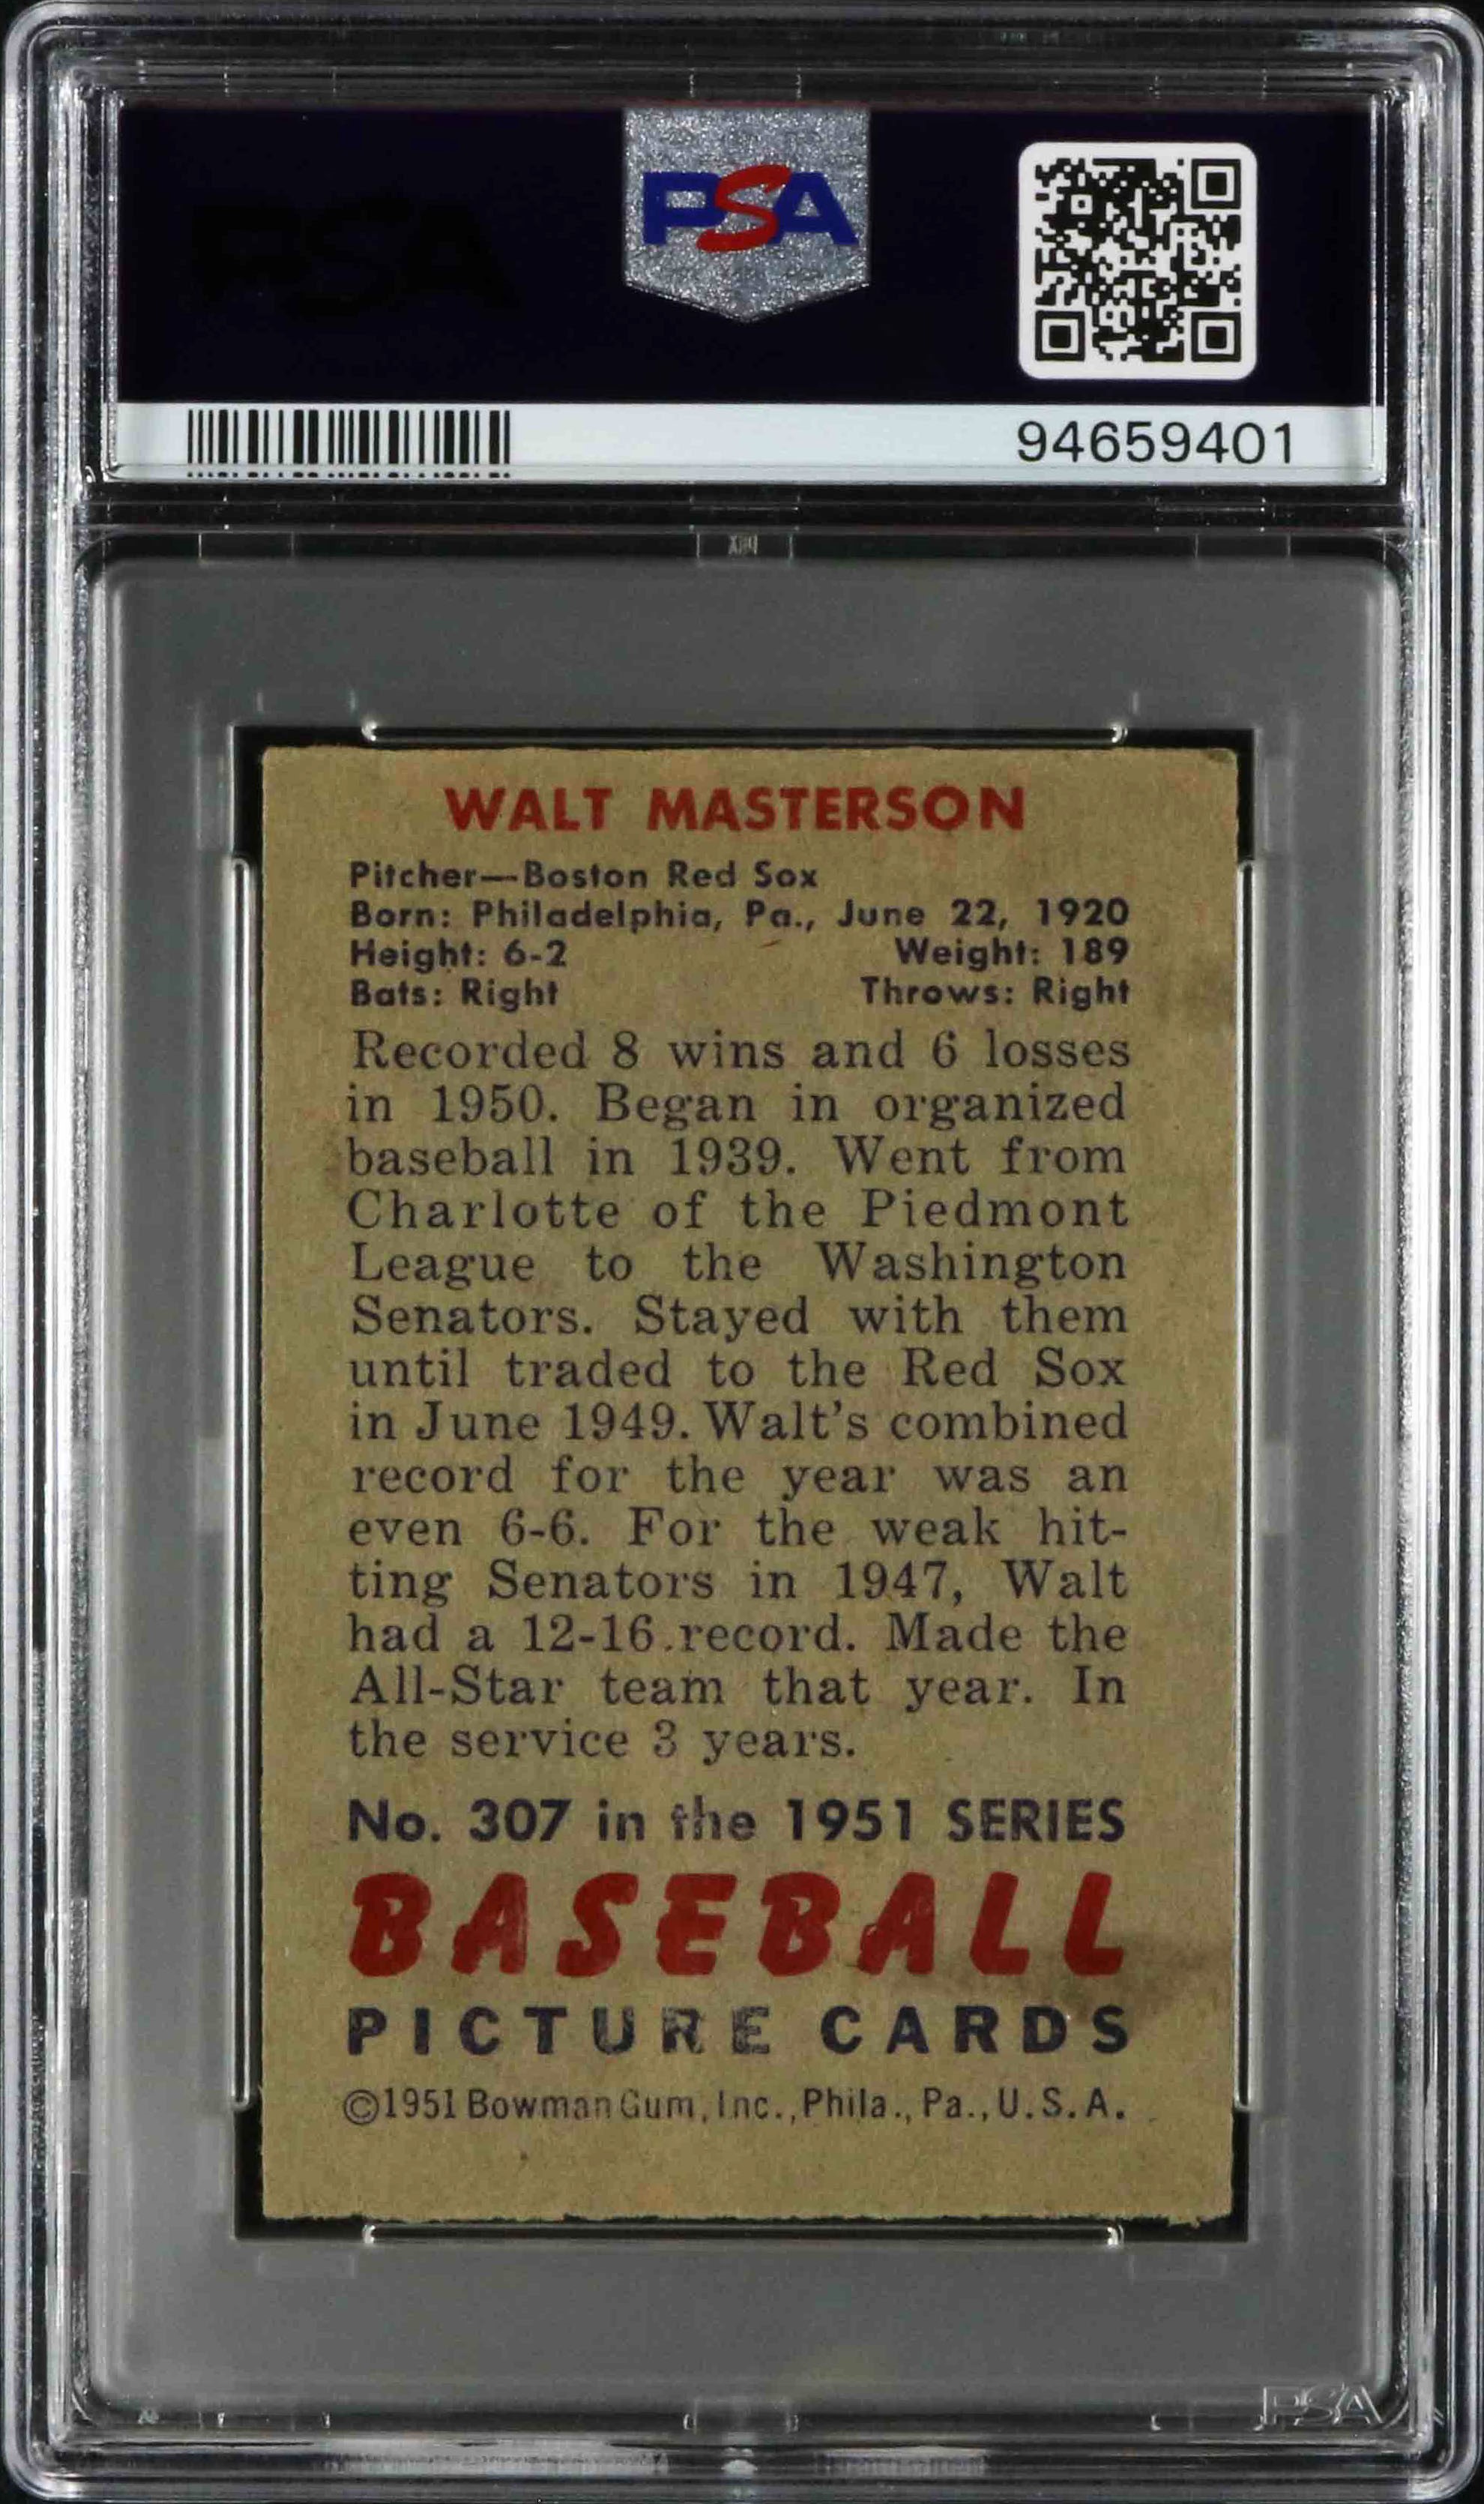 PSA
PSA
94659401
WALT MASTERSON
Pitcher—Boston Red Sox
Born: Philadelphia, Pa., June 22, 1920
Height: 6-2 Weight: 189
Bats: Right Throws: Right
Recorded 8 wins and 6 losses
in 1950. Began in organized
baseball in 1939. Went from
Charlotte of the Piedmont
League to the Washington
Senators. Stayed with them
until traded to the Red Sox
in June 1949. Walt's combined
record for the year was an
even 6-6. For the weak hit-
ting Senators in 1947, Walt
had a 12-16 record. Made the
All-Star team that year. In
the service 3 years.
No. 307 in the 1951 SERIES
BASEBALL
PICTURE CARDS
©1951 Bowman Gum, Inc., Phila., Pa., U.S.A.
PSA